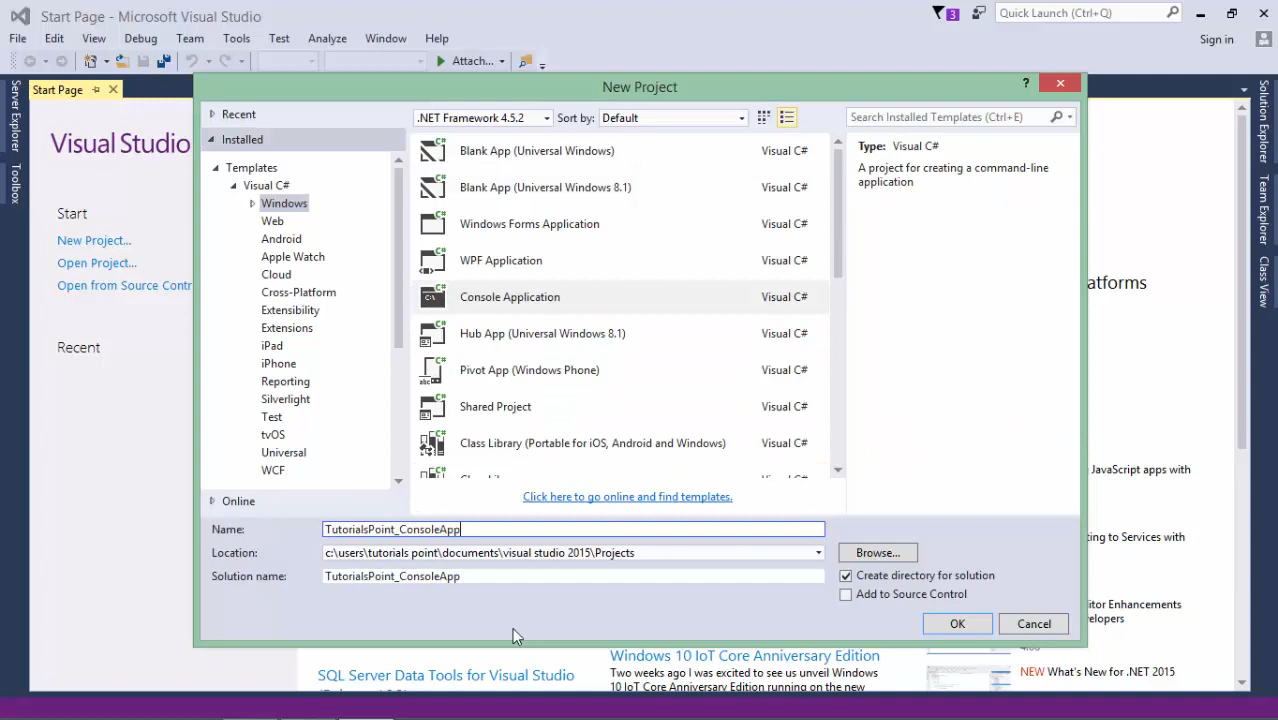 Start Page - Microsoft Visual Studio
3
Quick Launch (Ctrl+Q)
File Edit View Debug Team Tools Test Analyze Window Help
Sign in
Attach...
Server Explorer
Toolbox
Start Page
Visual Studio
Start
New Project...
Open Project...
Open from Source Contr
Recent
New Project
?
Recent
Installed
Templates
Visual C#
Windows
Web
Android
Apple Watch
Cloud
Cross-Platform
Extensibility
Extensions
iPad
iPhone
Reporting
Silverlight
Test
tvOS
Universal
WCF
Online
.NET Framework 4.5.2
Sort by: Default
Blank App (Universal Windows) Visual C#
Blank App (Universal Windows 8.1) Visual C#
Windows Forms Application Visual C#
WPF Application Visual C#
Console Application Visual C#
Hub App (Universal Windows 8.1) Visual C#
Pivot App (Windows Phone) Visual C#
Shared Project Visual C#
Class Library (Portable for iOS, Android and Windows) Visual C#
Click here to go online and find templates.
Search Installed Templates (Ctrl+E)
Type: Visual C#
A project for creating a command-line
application
Name: TutorialsPoint_ConsoleApp
Location: c:\users\tutorials point\documents\visual studio 2015\Projects
Browse...
Solution name: TutorialsPoint_ConsoleApp
Create directory for solution
Add to Source Control
OK
Cancel
atforms
JavaScript apps with
ting to Services with
itor Enhancements
velopers
NEW What's New for .NET 2015
SQL Server Data Tools for Visual Studio
Windows 10 IoT Core Anniversary Edition
Two weeks ago I was excited to see us unveil Windows
10 IoT Core Anniversary Edition running on the new
Solution Explorer
Team Explorer
Class View